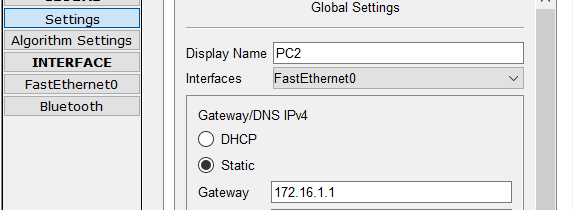 Global Settings
Settings
Algorithm Settings
INTERFACE
FastEthernet0
Bluetooth
Display Name PC2
Interfaces FastEthernet0
Gateway/DNS IPv4
DHCP
Static
Gateway 172.16.1.1